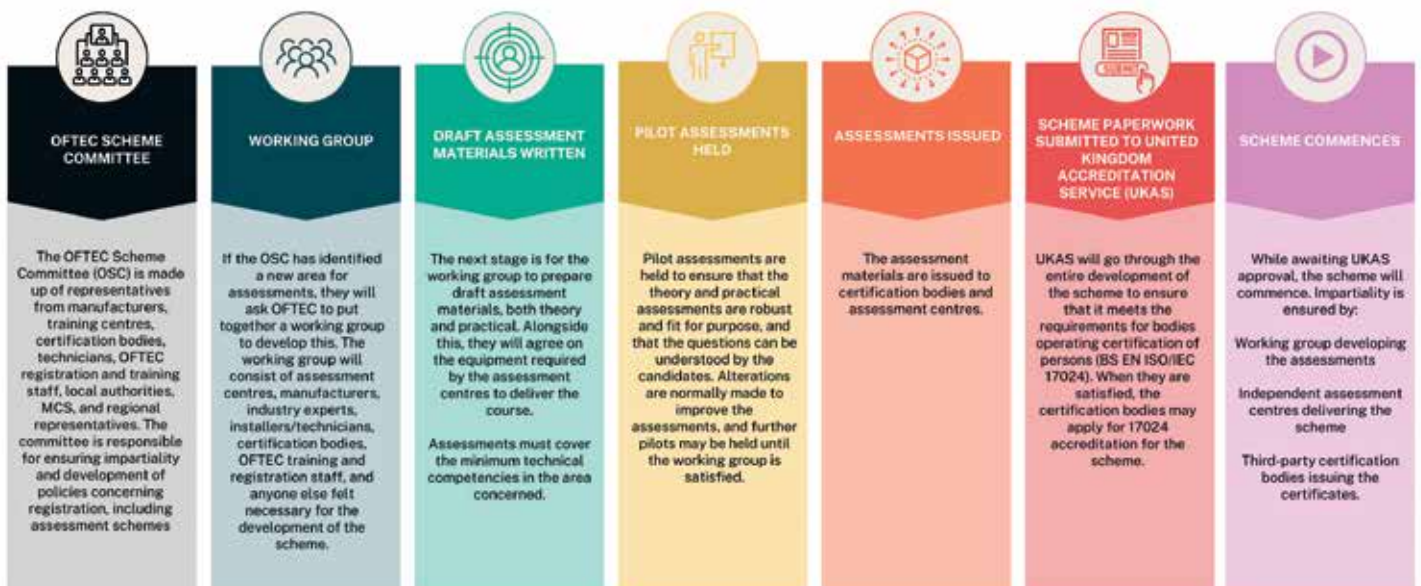 OFTEC SCHEME
COMMITTEE
The OFTEC Scheme
Committee (OSC) is made
up of representatives
from manufacturers,
training centres,
certification bodies,
technicians, OFTEC
registration and training
staff, local authorities,
MCS, and regional
representatives. The
committee is responsible
for ensuring impartiality
and development of
policies concerning
registration, including
assessment schemes
WORKING GROUP
If the OSC has identified
a new area for
assessments, they will
ask OFTEC to put
together a working group
to develop this. The
working group will
consist of assessment
centres, manufacturers,
industry experts,
installers/technicians,
certification bodies,
OFTEC training and
registration staff, and
anyone else felt
necessary for the
development of the
scheme.
DRAFT ASSESSMENT
MATERIALS WRITTEN
The next stage is for the
working group to prepare
draft assessment
materials, both theory
and practical. Alongside
this, they will agree on
the equipment required
by the assessment
centres to deliver the
course.
Assessments must cover
the minimum technical
competencies in the area
concerned.
PILOT ASSESSMENTS
HELD
Pilot assessments are
held to ensure that the
theory and practical
assessments are robust
and fit for purpose, and
that the questions can be
understood by the
candidates. Alterations
are normally made to
improve the
assessments, and further
pilots may be held until
the working group is
satisfied.
ASSESSMENTS ISSUED
The assessment
materials are issued to
certification bodies and
assessment centres.
SUBMIT
SCHEME PAPERWORK
SUBMITTED TO UNITED
KINGDOM
ACCREDITATION
SERVICE (UKAS)
UKAS will go through the
entire development of
the scheme to ensure
that it meets the
requirements for bodies
operating certification of
persons (BS EN ISO/IEC
17024). When they are
satisfied, the
certification bodies may
apply for 17024
accreditation for the
scheme.
SCHEME COMMENCES
While awaiting UKAS
approval, the scheme will
commence. Impartiality is
ensured by:
Working group developing
the assessments
Independent assessment
centres delivering the
scheme
Third-party certification
bodies issuing the
certificates.